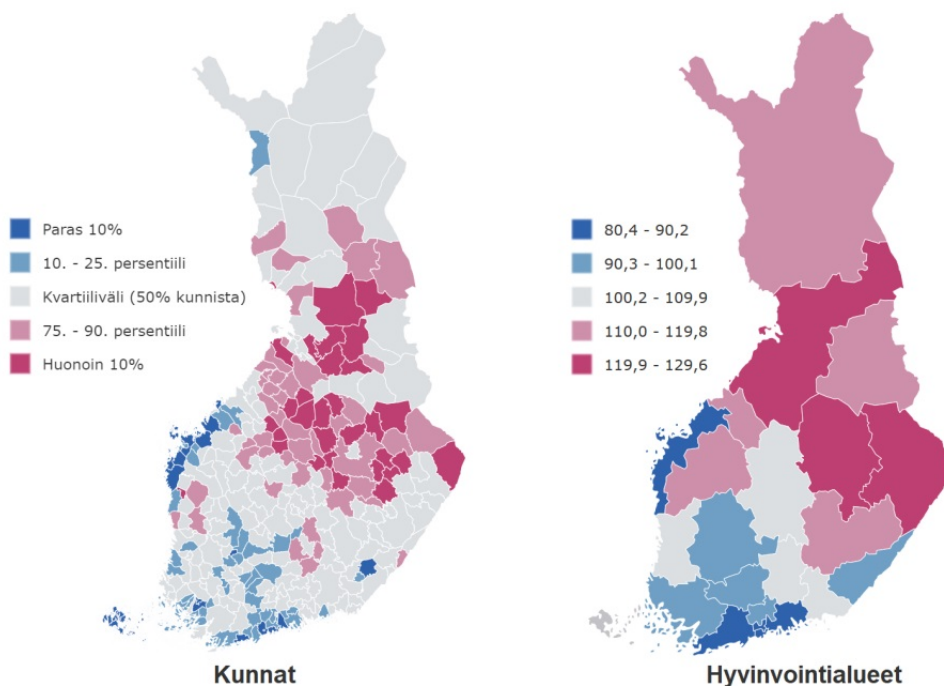 Paras 10%
10. - 25. persentiili
Kvartiiliväli (50% kunnista)
75. - 90. persentiili
Huonoin 10%
Kunnat
80,4 - 90,2
90,3 - 100,1
100,2 - 109,9
110,0 - 119,8
119,9 - 129,6
Hyvinvointialueet